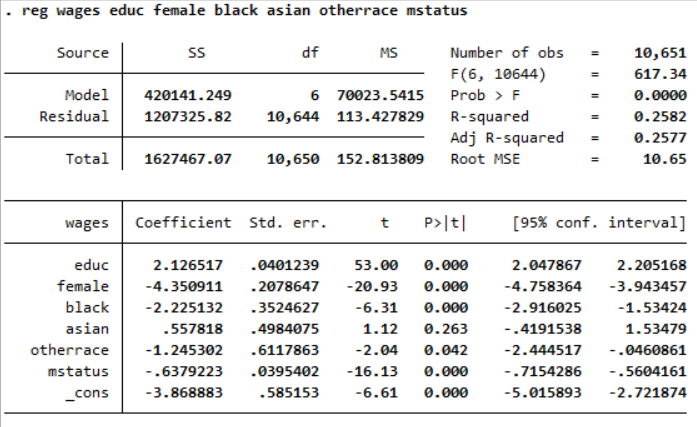 . reg wages educ female black asian otherrace mstatus
Source SS df MS Number of obs = 10,651
F(6, 10644) = 617.34
Model 420141.249 6 70023.5415 Prob > F = 0.0000
Residual 1207325.82 10,644 113.427829 R-squared = 0.2582
Adj R-squared = 0.2577
Total 1627467.07 10,650 152.813809 Root MSE = 10.65
wages Coefficient Std. err. t P>|t| [95% conf. interval]
educ 2.126517 .0401239 53.00 0.000 2.047867 2.205168
female -4.350911 .2078647 -20.93 0.000 -4.758364 -3.943457
black -2.225132 .3524627 -6.31 0.000 -2.916025 -1.53424
asian .557818 .4984075 1.12 0.263 -.4191538 1.53479
otherrace -1.245302 .6117863 -2.04 0.042 -2.444517 -.0460861
mstatus -.6379223 .0395402 -16.13 0.000 -.7154286 -.5604161
_cons -3.868883 .585153 -6.61 0.000 -5.015893 -2.721874